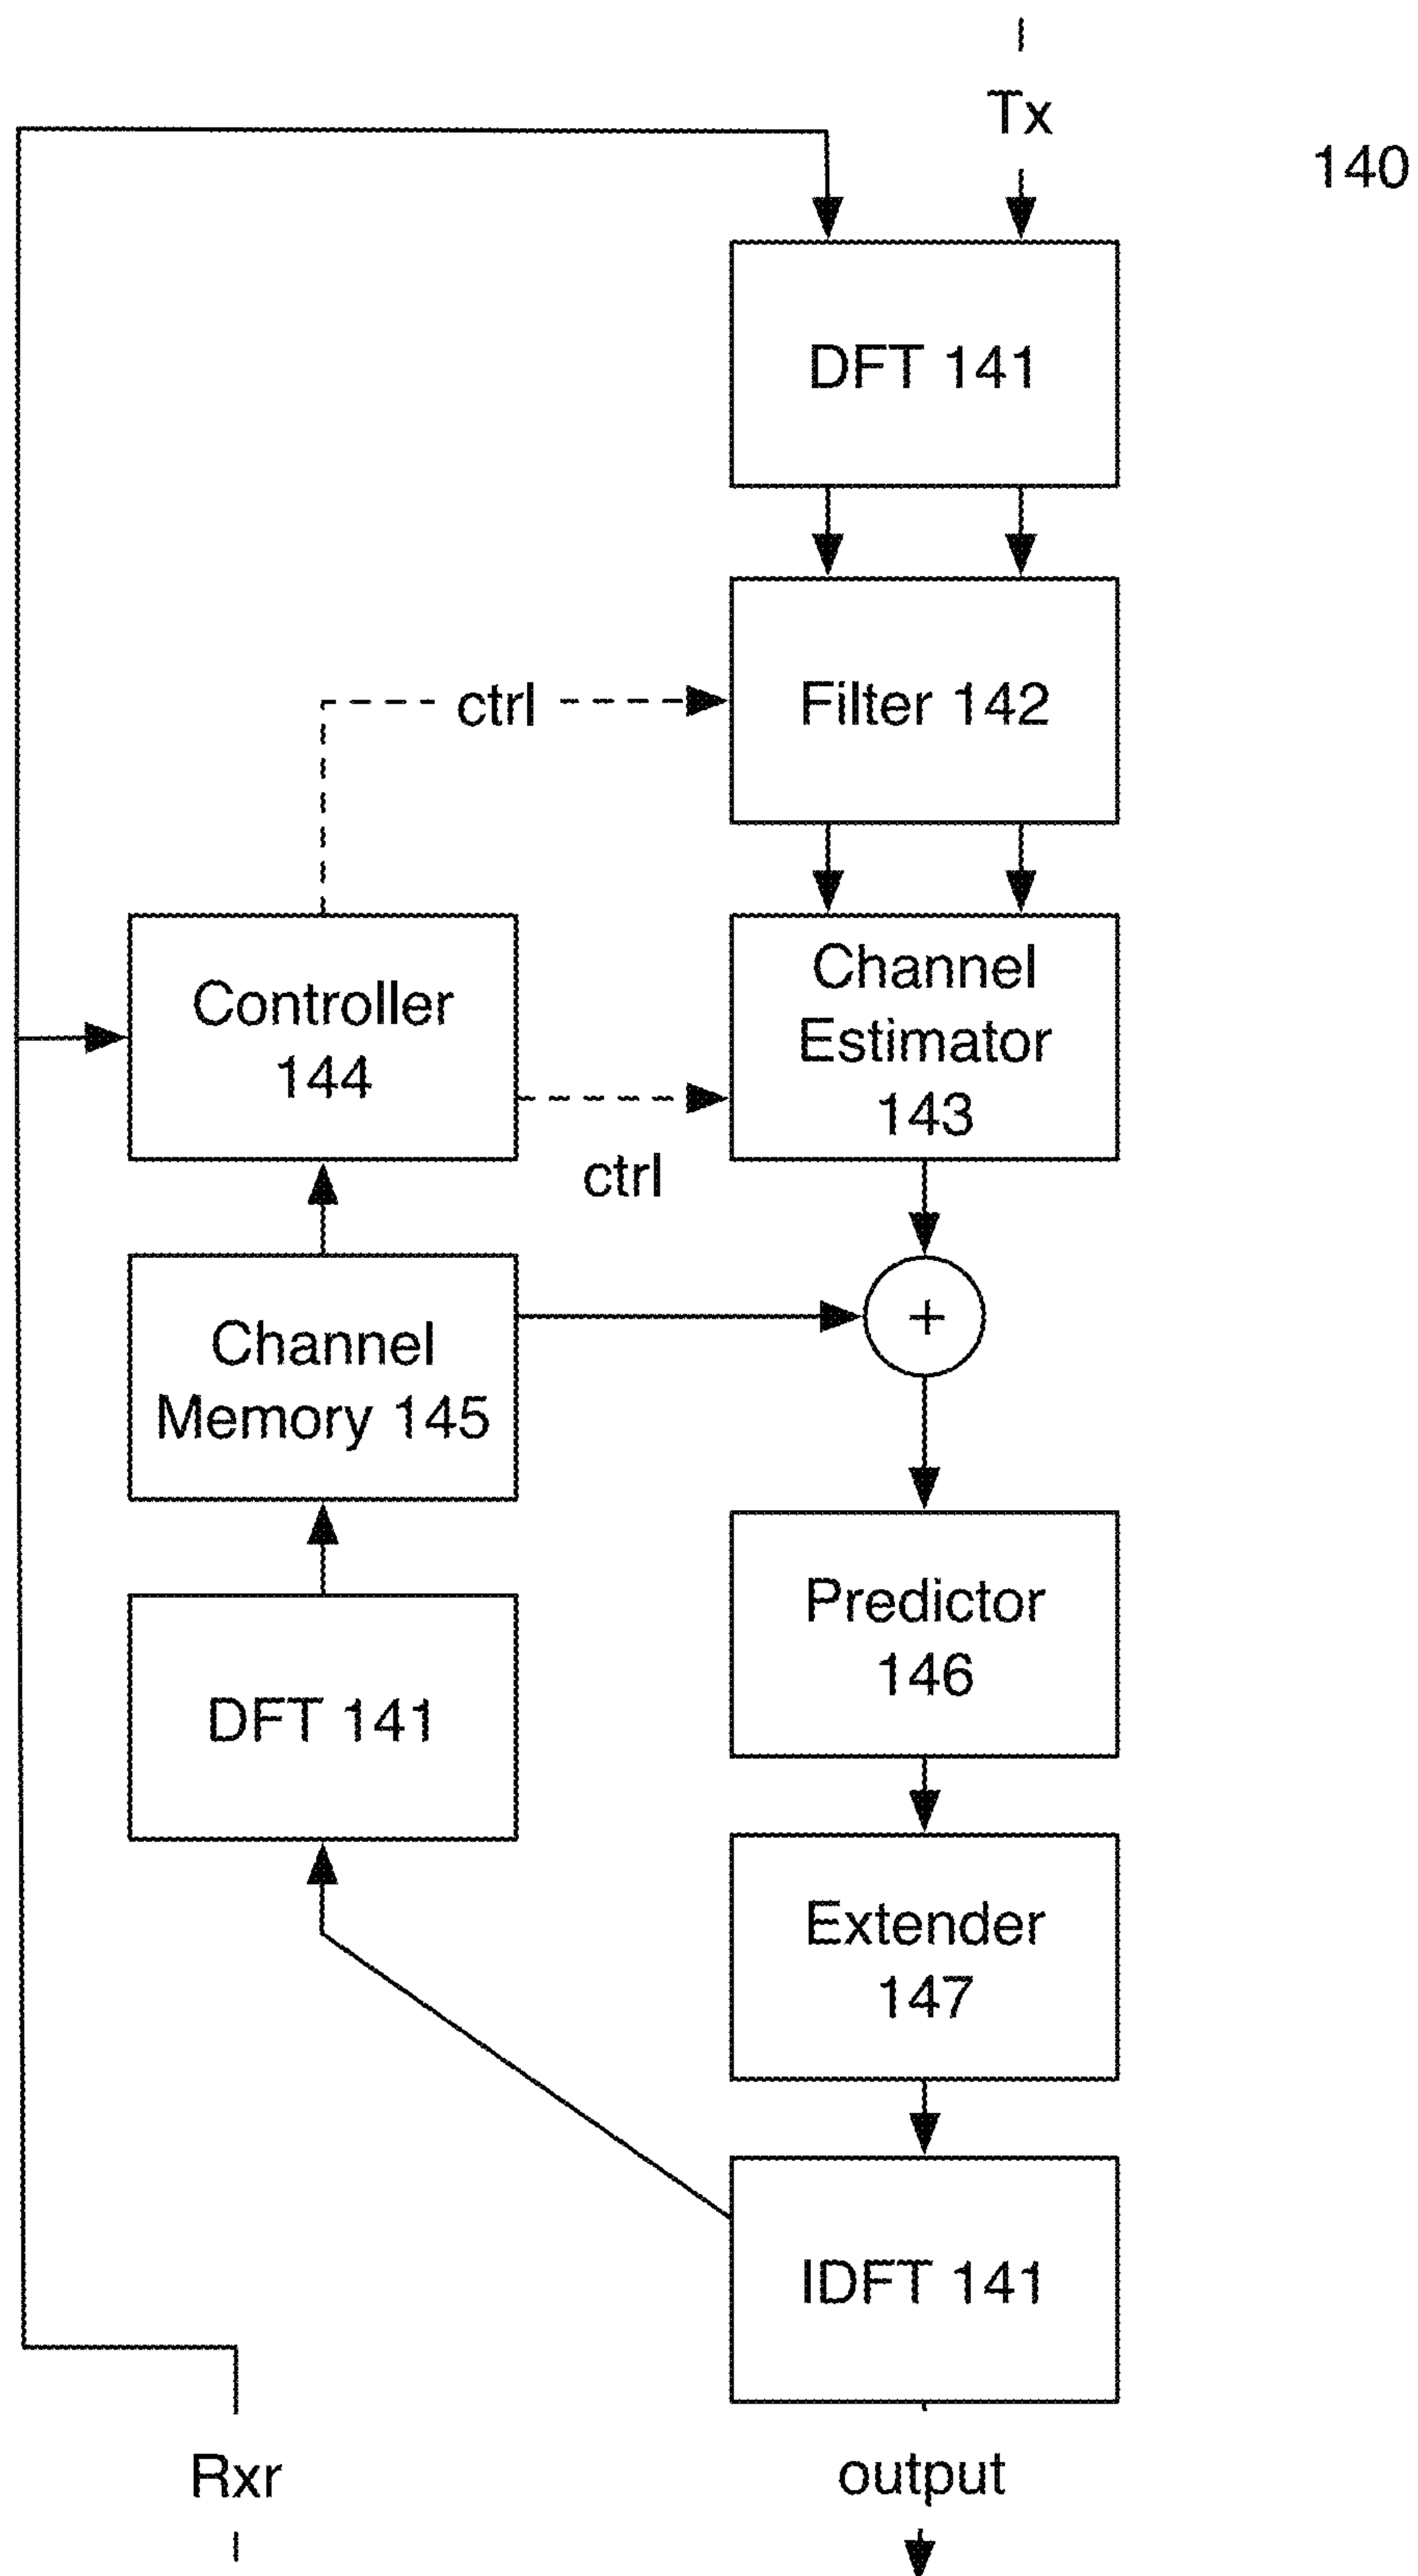 Tx
140
DFT 141
ctrl
Filter 142
Controller
144
Channel
Estimator
143
ctrl
+
Channel
Memory 145
Predictor
146
DFT 141
Extender
147
IDFT 141
Rxr
output